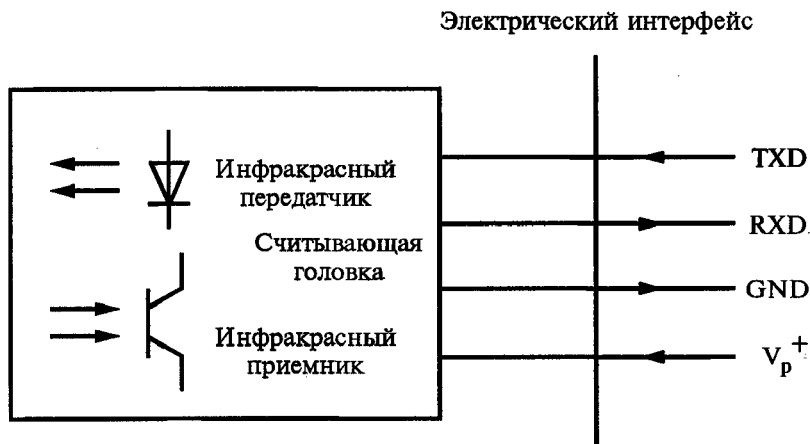 Электрический интерфейс
Инфракрасный
передатчик
Считывающая
головка
Инфракрасный
приемник
TXD
RXD
GND
Vp+